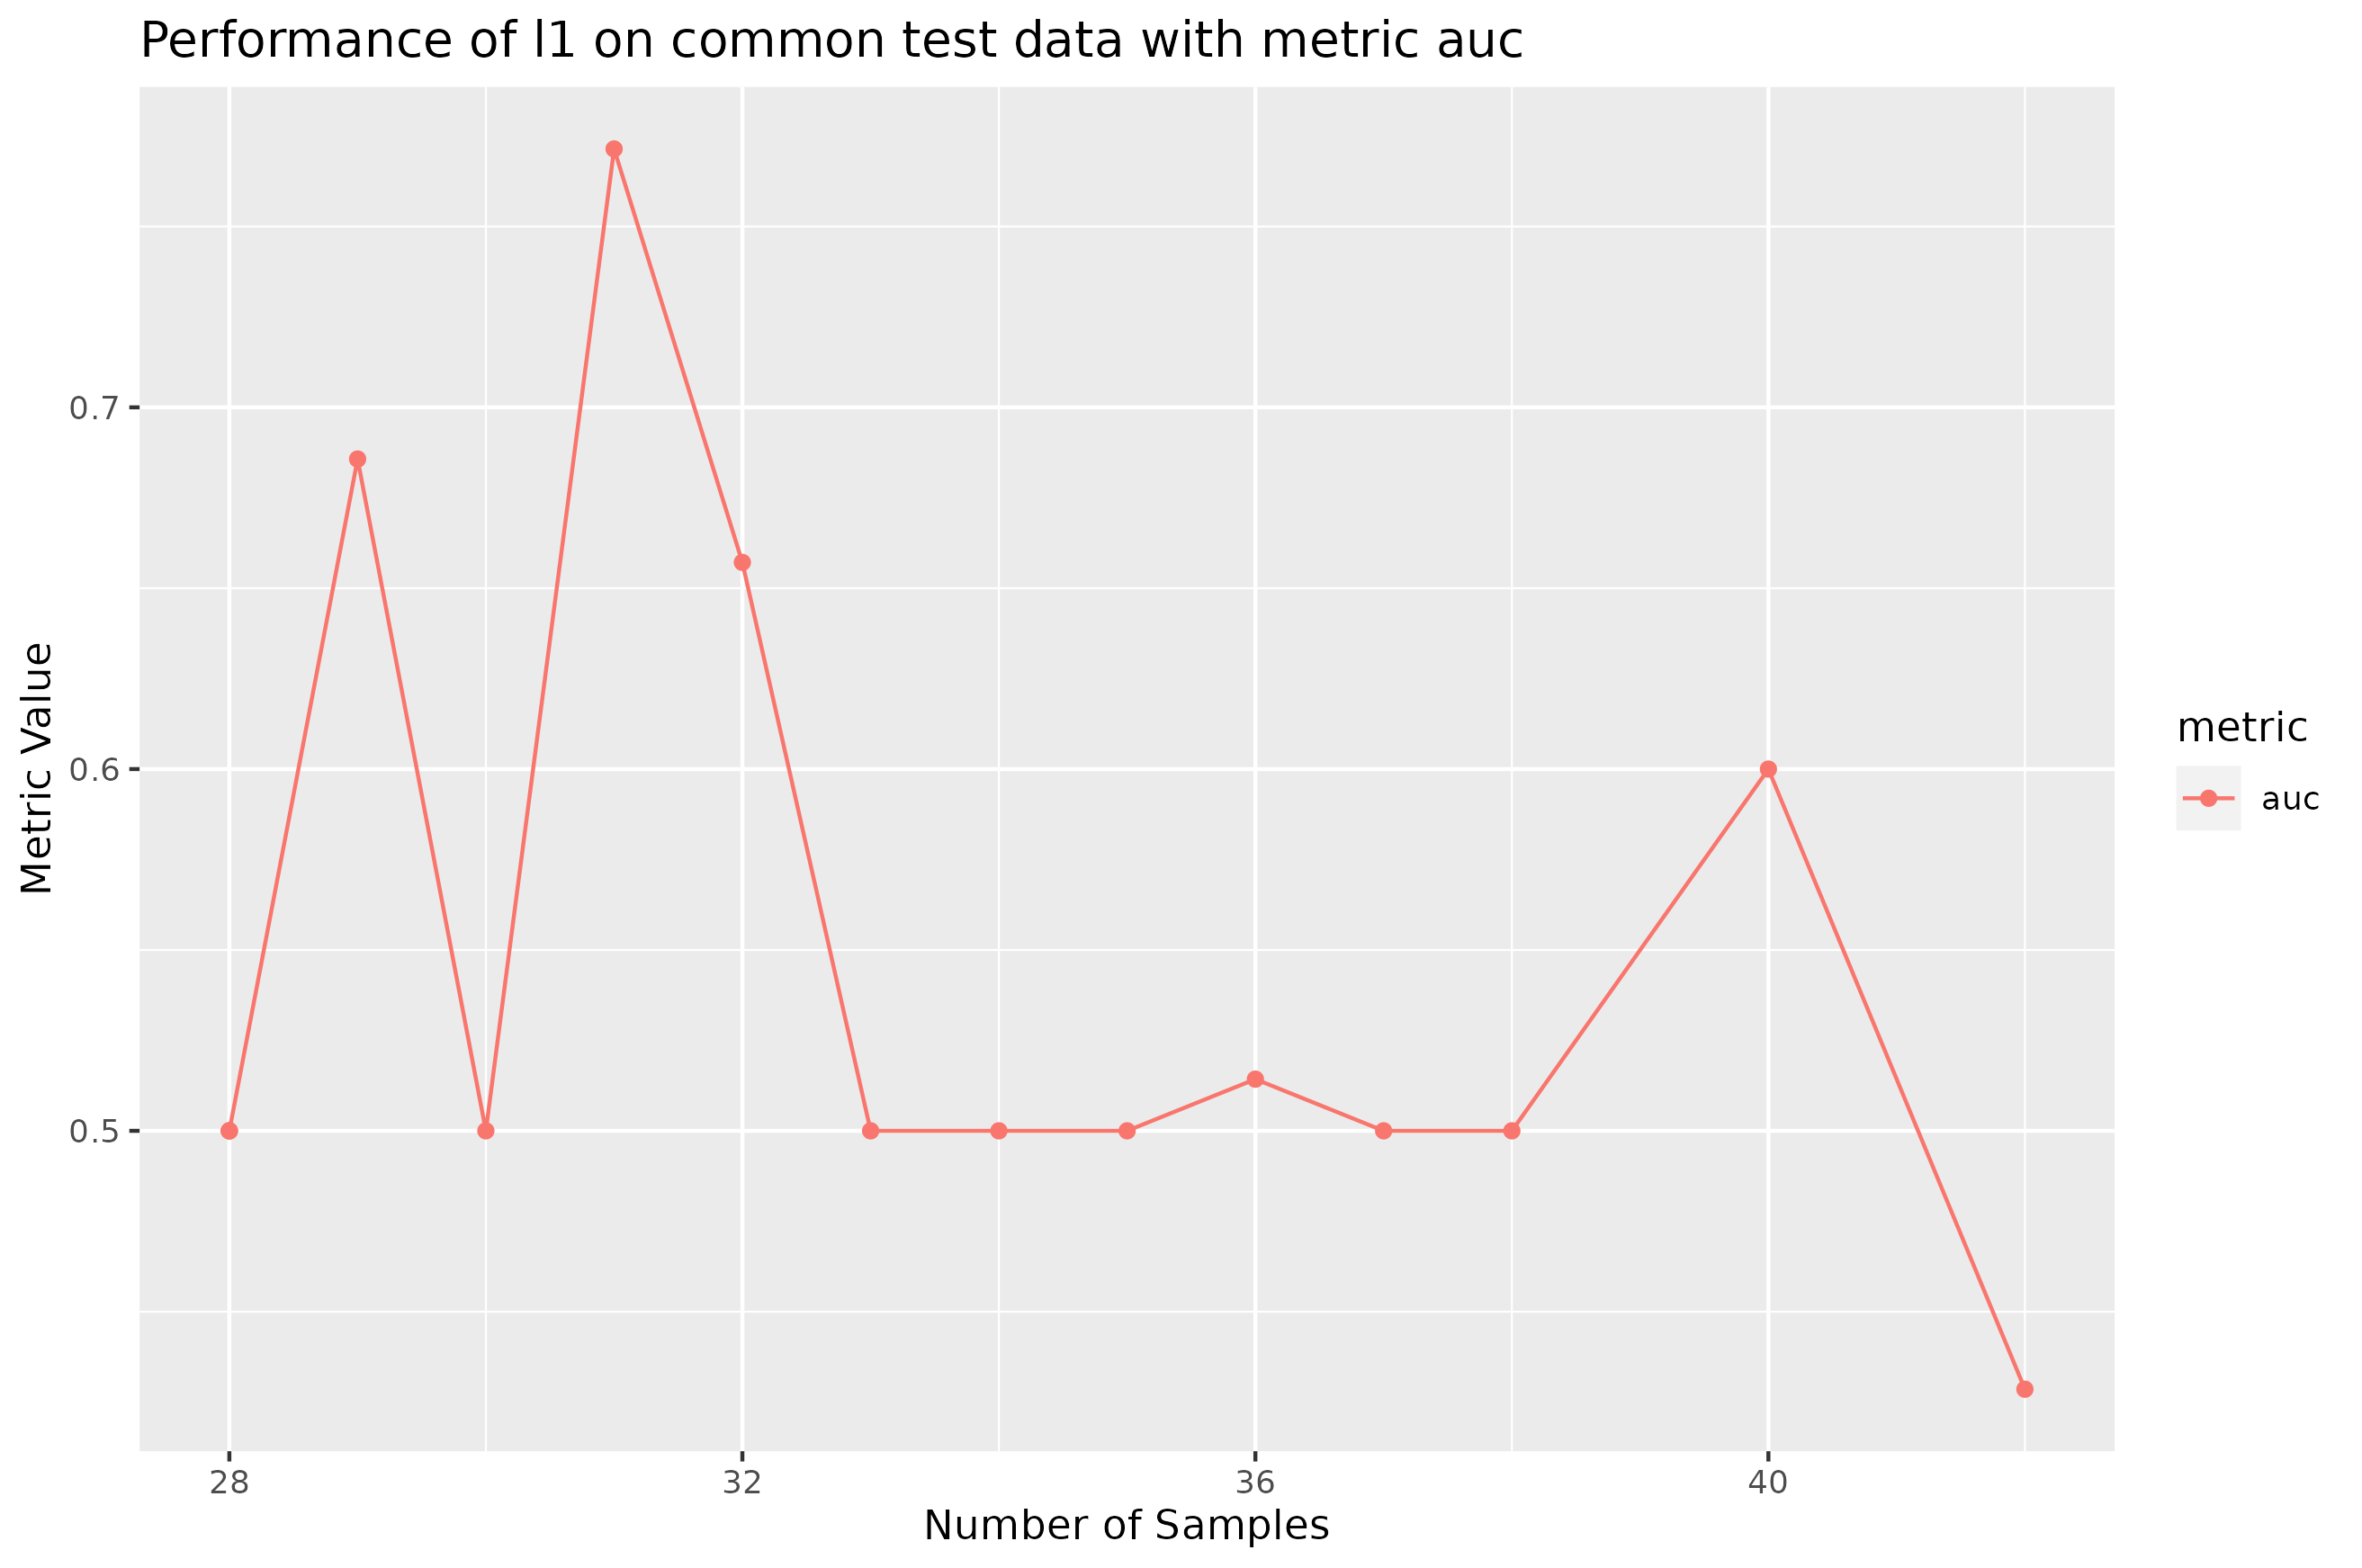 Performance of l1 on common test data with metric auc
Metric Value
0.7
0.6
0.5
28
32
36
40
Number of Samples
metric
auc